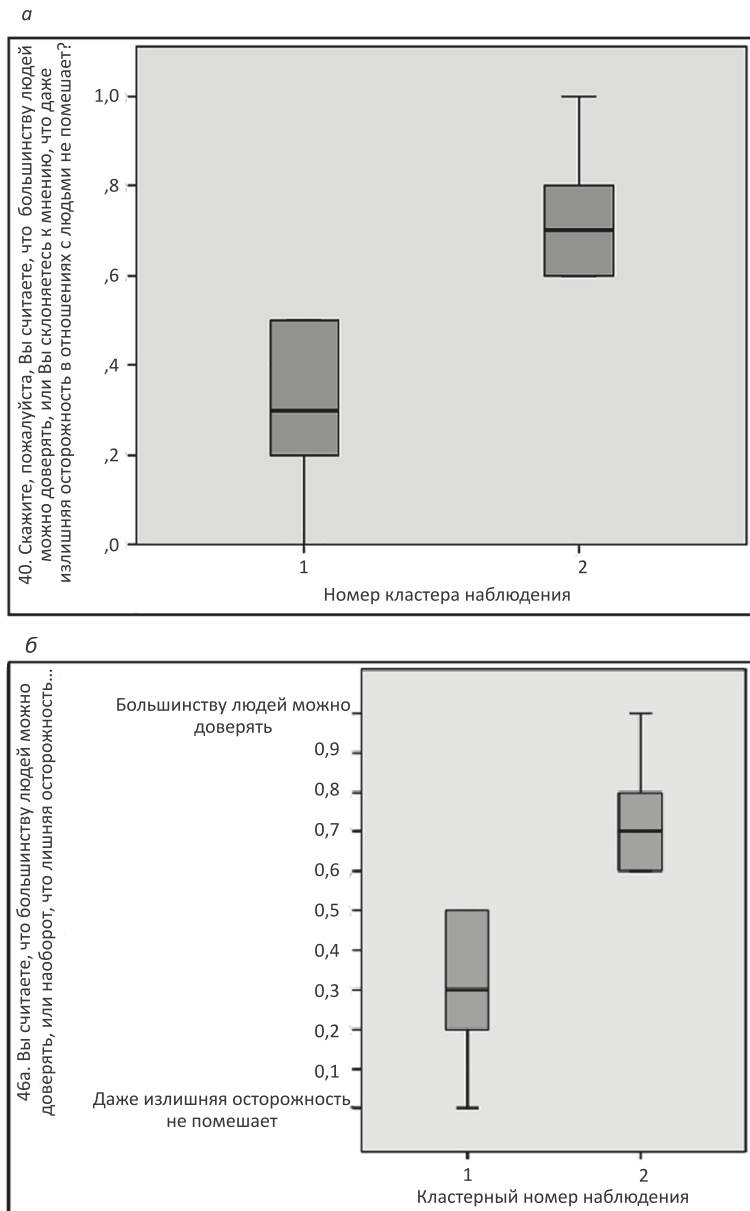 а
40. Скажите, пожалуйста, Вы считаете, что большинству людей
можно доверять, или Вы склоняетесь к мнению, что даже
излишняя осторожность в отношениях с людьми не помешает?
1,0
,8
,6
,4
,2
,0
1
2
Номер кластера наблюдения
б
46а. Вы считаете, что большинству людей можно
доверять, или наоборот, что лишняя осторожность...
Большинству людей можно
доверять
0,9
0,8
0,7
0,6
0,5
0,4
0,3
0,2
0,1
Даже излишняя осторожность
не помешает
1
2
Кластерный номер наблюдения